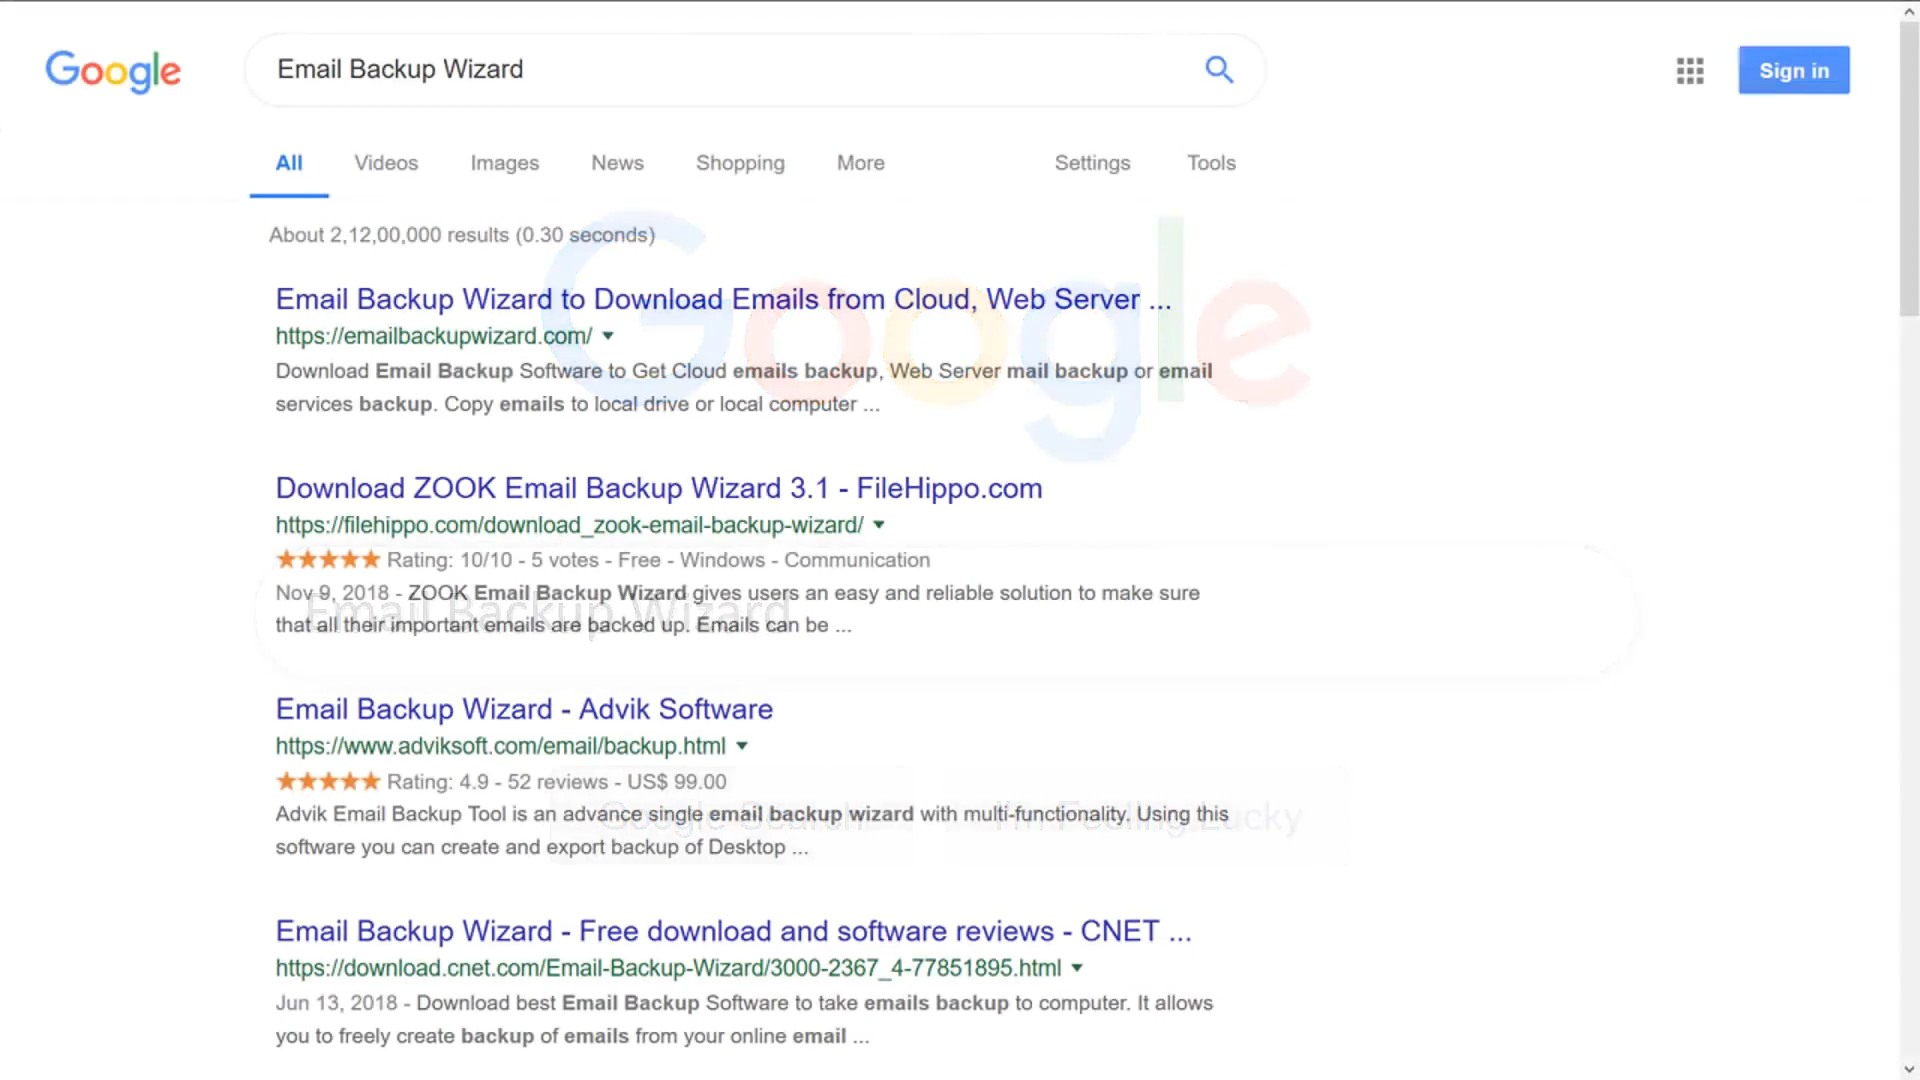 Google
Email Backup Wizard
Sign in
All Videos Images News Shopping More Settings Tools
About 2,12,00,000 results (0.30 seconds)
Google
Email Backup Wizard to Download Emails from Cloud, Web Server ...
https://emailbackupwizard.com/
Download Email Backup Software to Get Cloud emails backup, Web Server mail backup or email
services backup. Copy emails to local drive or local computer ...
Download ZOOK Email Backup Wizard 3.1 - FileHippo.com
https://filehippo.com/download_zook-email-backup-wizard/
Rating: 10/10 - 5 votes - Free - Windows - Communication
Nov 9, 2018 - ZOOK Email Backup Wizard gives users an easy and reliable solution to make sure
Email Backup Wizard
that all their important emails are backed up. Emails can be ...
Email Backup Wizard - Advik Software
https://www.adviksoft.com/email/backup.html
Rating: 4.9 - 52 reviews - US$ 99.00
Advik Email Backup Tool is an advance single email backup wizard with multi-functionality. Using this
Google Search I'm Feeling Lucky
software you can create and export backup of Desktop ...
Email Backup Wizard - Free download and software reviews - CNET ...
https://download.cnet.com/Email-Backup-Wizard/3000-2367_4-77851895.html
Jun 13, 2018 - Download best Email Backup Software to take emails backup to computer. It allows
you to freely create backup of emails from your online email ...